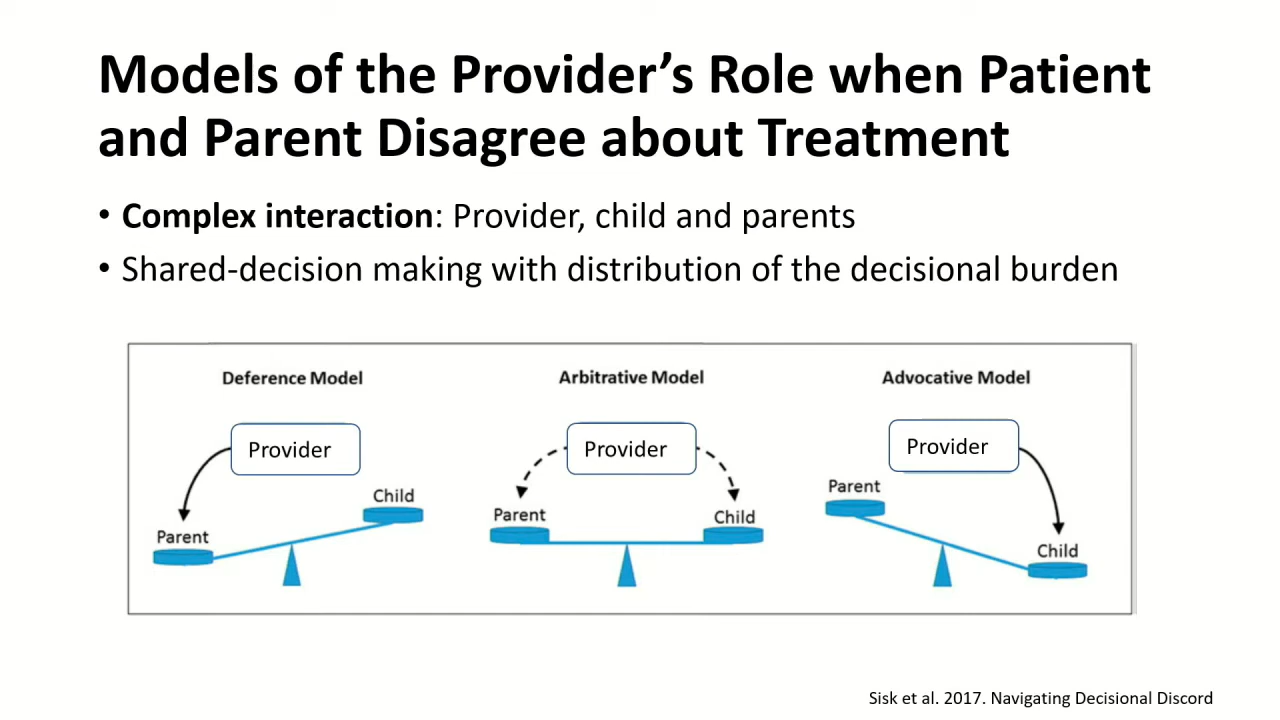 Models of the Provider’s Role when Patient
and Parent Disagree about Treatment
• Complex interaction: Provider, child and parents
• Shared-decision making with distribution of the decisional burden
Deference Model
Provider
Child
Parent
Arbitrative Model
Provider
Parent
Child
Advocative Model
Provider
Parent
Child
Sisk et al. 2017. Navigating Decisional Discord